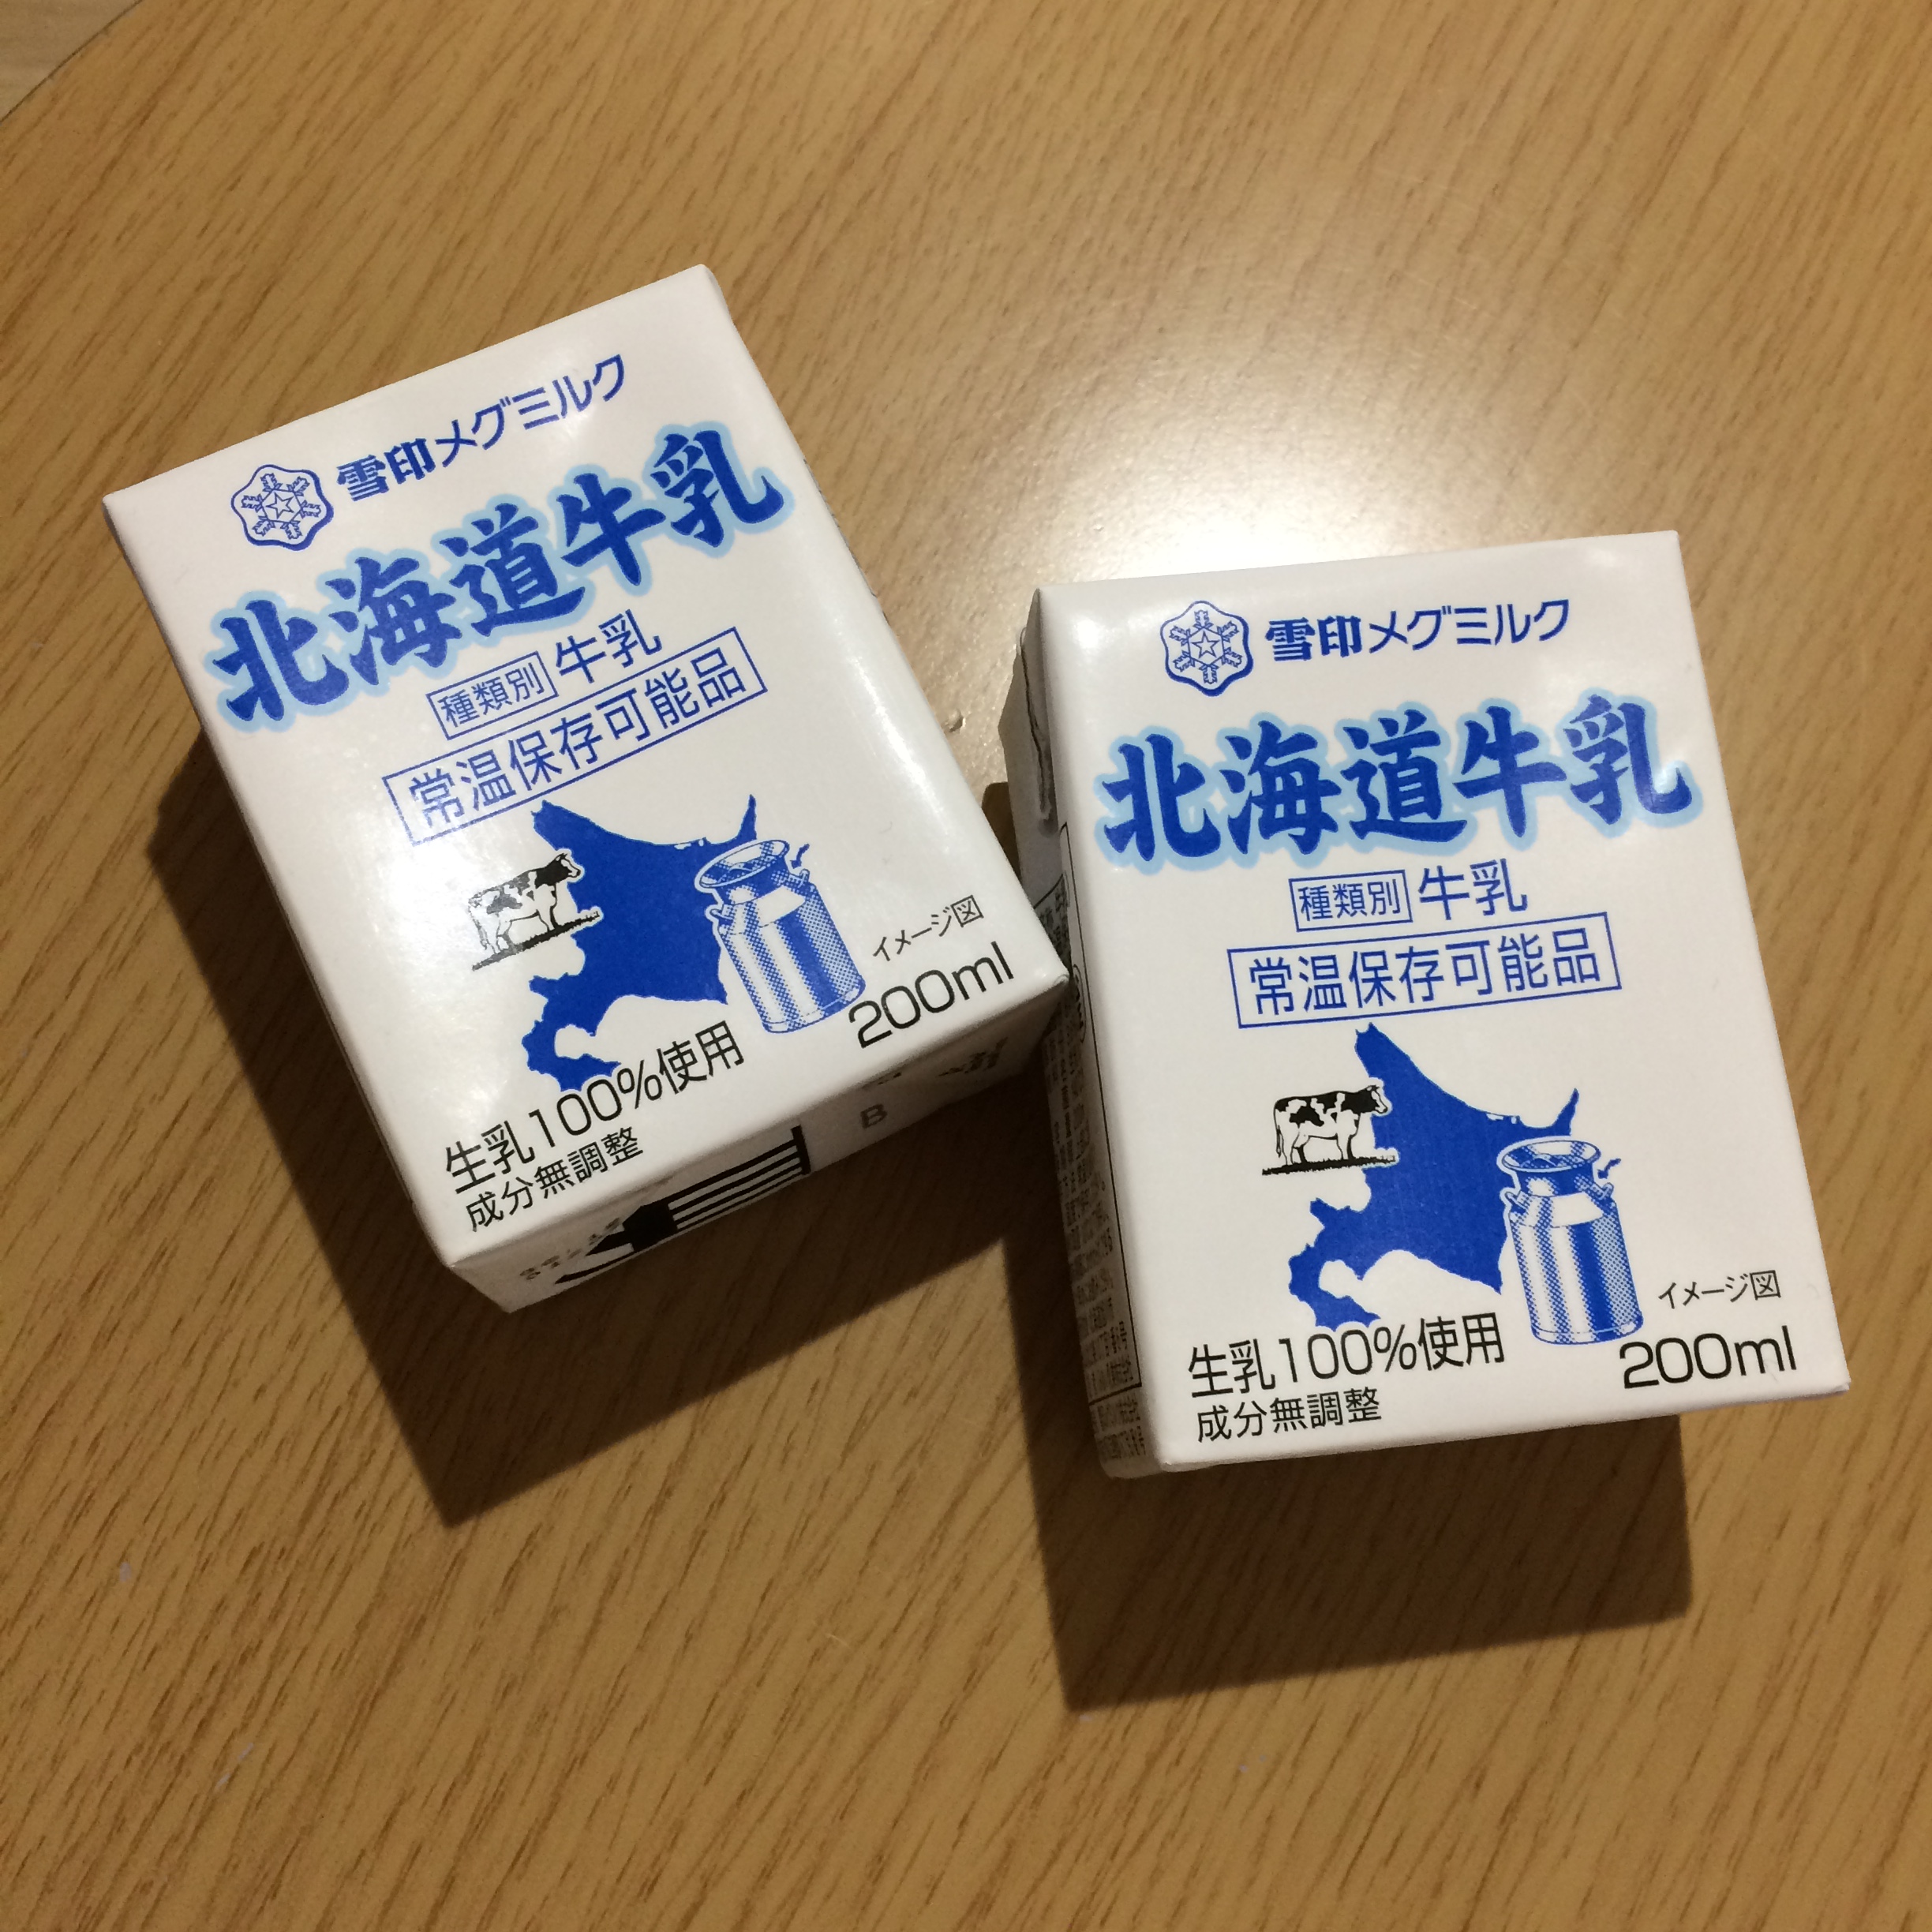 雪印メグミルク
北海道牛乳
種類別 牛乳
常温保存可能品
イメージ図
200ml
生乳100%使用
成分無調整
B
雪印メグミルク
北海道牛乳
種類別 牛乳
常温保存可能品
イメージ図
生乳100%使用 200ml
成分無調整